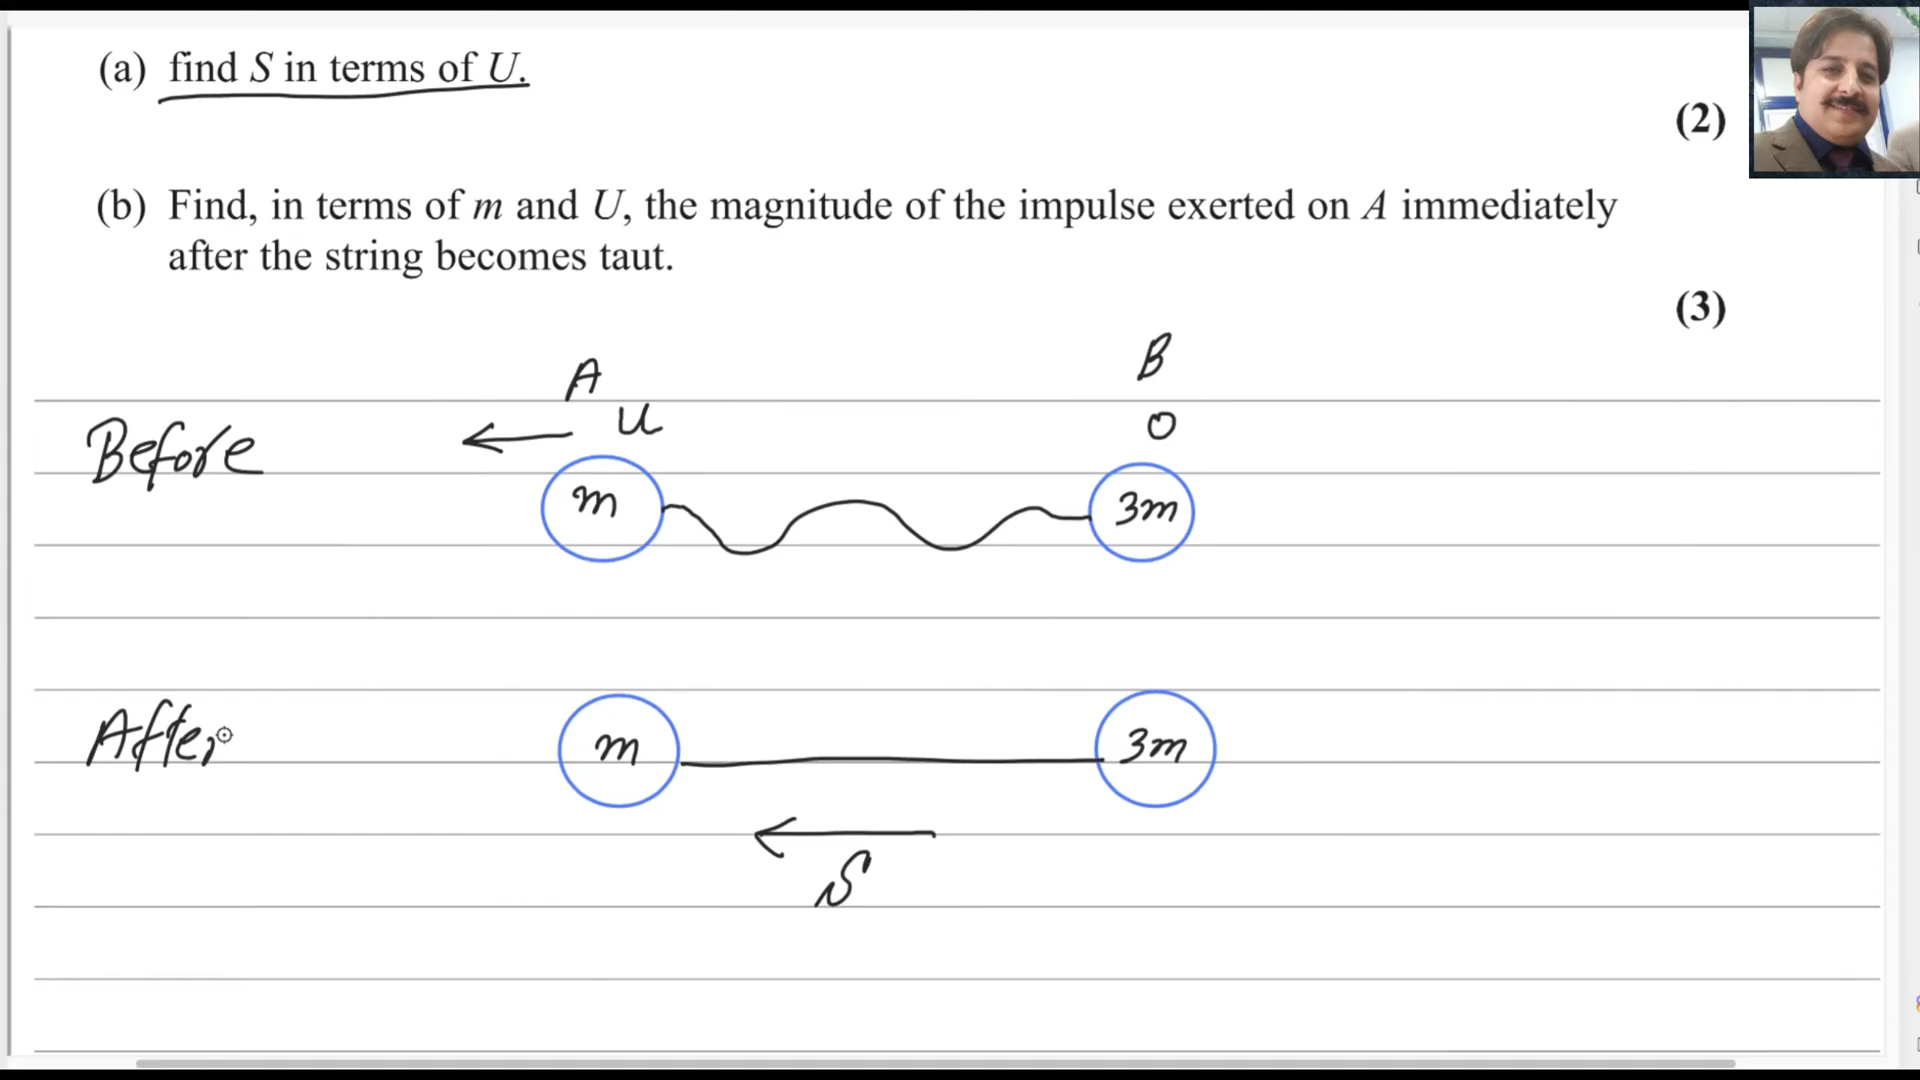 (a) find S in terms of U.
(2)
(b) Find, in terms of m and U, the magnitude of the impulse exerted on A immediately
after the string becomes taut.
(3)
A
B
Before
U
0
m
3m
After
m
3m
S